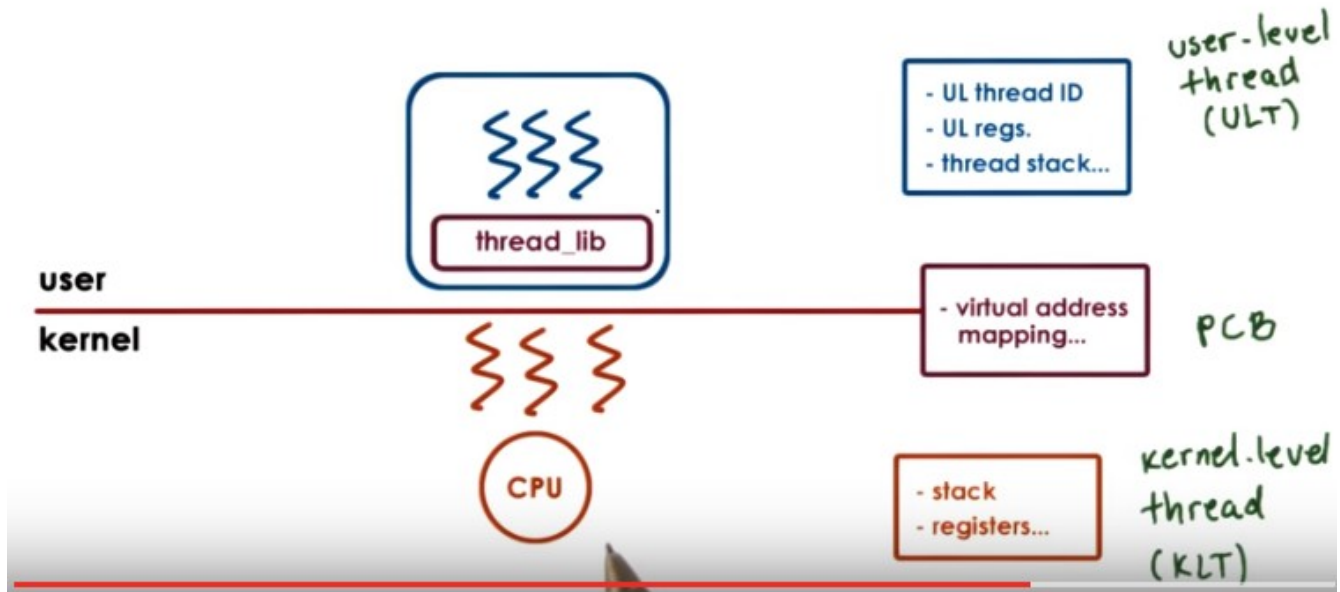 user-level
thread
(ULT)
- UL thread ID
- UL regs.
- thread stack...
thread_lib
user
kernel
- virtual address
mapping...
PCB
CPU
- stack
- registers...
kernel-level
thread
(KLT)